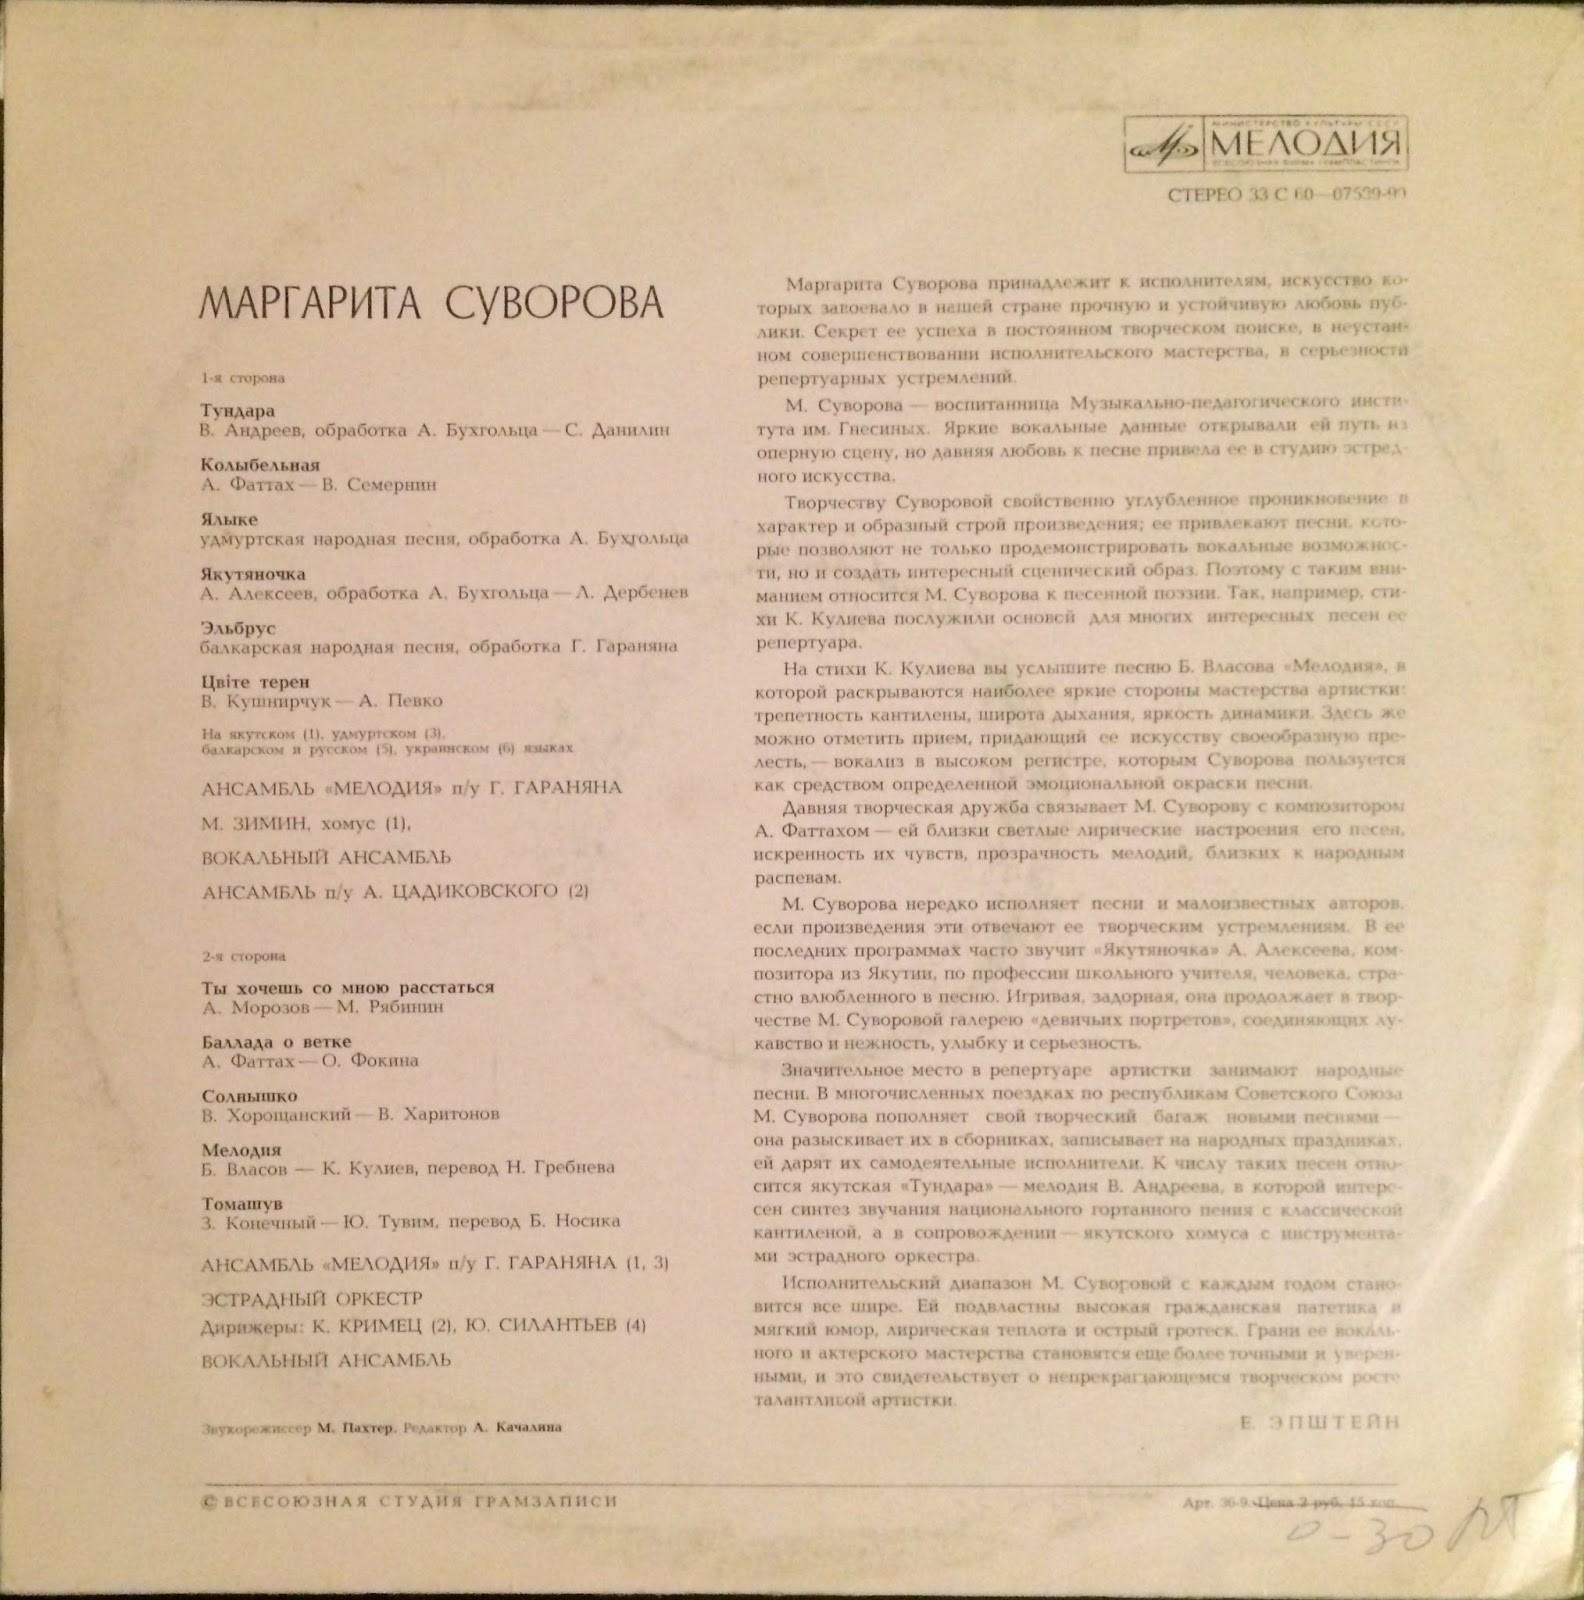 МЕЛОДИЯ
СТЕРЕО 33 С 60—07539-90
МАРГАРИТА СУВОРОВА
1-я сторона
Тундара
В. Андреев, обработка А. Бухгольца — С. Данилин
Колыбельная
А. Фаттах — В. Семернин
Ялыке
удмуртская народная песня, обработка А. Бухгольца
Якутяночка
А. Алексеев, обработка А. Бухгольца — Л. Дербенев
Эльбрус
балкарская народная песня, обработка Г. Гараняна
Цвiте терен
В. Кушнирчук — А. Певко
На якутском (1), удмуртском (3),
балкарском и русском (5), украинском (6) языках
АНСАМБЛЬ «МЕЛОДИЯ» п/у Г. ГАРАНЯНА
М. ЗИМИН, хомус (1),
ВОКАЛЬНЫЙ АНСАМБЛЬ
АНСАМБЛЬ п/у А. ЦАДИКОВСКОГО (2)
2-я сторона
Ты хочешь со мною расстаться
А. Морозов — М. Рябинин
Баллада о ветке
А. Фаттах — О. Фокина
Солнышко
В. Хорощанский — В. Харитонов
Мелодия
Б. Власов — К. Кулиев, перевод Н. Гребнева
Томашув
З. Конечный — Ю. Тувим, перевод Б. Носика
АНСАМБЛЬ «МЕЛОДИЯ» п/у Г. ГАРАНЯНА (1, 3)
ЭСТРАДНЫЙ ОРКЕСТР
Дирижеры: К. КРИМЕЦ (2), Ю. СИЛАНТЬЕВ (4)
ВОКАЛЬНЫЙ АНСАМБЛЬ
Звукорежиссер М. Пахтер. Редактор А. Качалина
Маргарита Суворова принадлежит к исполнителям, искусство ко-
торых завоевало в нашей стране прочную и устойчивую любовь пуб-
лики. Секрет ее успеха в постоянном творческом поиске, в неустан-
ном совершенствовании исполнительского мастерства, в серьезности
репертуарных устремлений.
М. Суворова — воспитанница Музыкально-педагогического инсти-
тута им. Гнесиных. Яркие вокальные данные открывали ей путь на
оперную сцену, но давняя любовь к песне привела ее в студию эстрад-
ного искусства.
Творчеству Суворовой свойственно углубленное проникновение в
характер и образный строй произведения; ее привлекают песни, кото-
рые позволяют не только продемонстрировать вокальные возможнос-
ти, но и создать интересный сценический образ. Поэтому с таким вни-
манием относится М. Суворова к песенной поэзии. Так, например, сти-
хи К. Кулиева послужили основой для многих интересных песен ее
репертуара.
На стихи К. Кулиева вы услышите песню Б. Власова «Мелодия», в
которой раскрываются наиболее яркие стороны мастерства артистки:
трепетность кантилены, широта дыхания, яркость динамики. Здесь же
можно отметить прием, придающий ее искусству своеобразную пре-
лесть, — вокализ в высоком регистре, которым Суворова пользуется
как средством определенной эмоциональной окраски песни.
Давняя творческая дружба связывает М. Суворову с композитором
А. Фаттахом — ей близки светлые лирические настроения его песен,
искренность их чувств, прозрачность мелодий, близких к народным
распевам.
М. Суворова нередко исполняет песни и малоизвестных авторов,
если произведения эти отвечают ее творческим устремлениям. В ее
последних программах часто звучит «Якутяночка» А. Алексеева, ком-
позитора из Якутии, по профессии школьного учителя, человека, стра-
стно влюбленного в песню. Игривая, задорная, она продолжает в твор-
честве М. Суворовой галерею «девичьих портретов», соединяющих лу-
кавство и нежность, улыбку и серьезность.
Значительное место в репертуаре артистки занимают народные
песни. В многочисленных поездках по республикам Советского Союза
М. Суворова пополняет свой творческий багаж новыми песнями —
она разыскивает их в сборниках, записывает на народных праздниках,
ей дарят их самодеятельные исполнители. К числу таких песен отно-
сится якутская «Тундара» — мелодия В. Андреева, в которой интере-
сен синтез звучания национального гортанного пения с классической
кантиленой, а в сопровождении — якутского хомуса с инструмента-
ми эстрадного оркестра.
Исполнительский диапазон М. Суворовой с каждым годом стано-
вится все шире. Ей подвластны высокая гражданская патетика и
мягкий юмор, лирическая теплота и острый гротеск. Грани ее вокаль-
ного и актерского мастерства становятся еще более точными и уверен-
ными, и это свидетельствует о непрекращающемся творческом росте
талантливой артистки.
Е. ЭПШТЕЙН
© ВСЕСОЮЗНАЯ СТУДИЯ ГРАМЗАПИСИ
Арт. 36-9. Цена 2 руб. 15 коп.
0-30